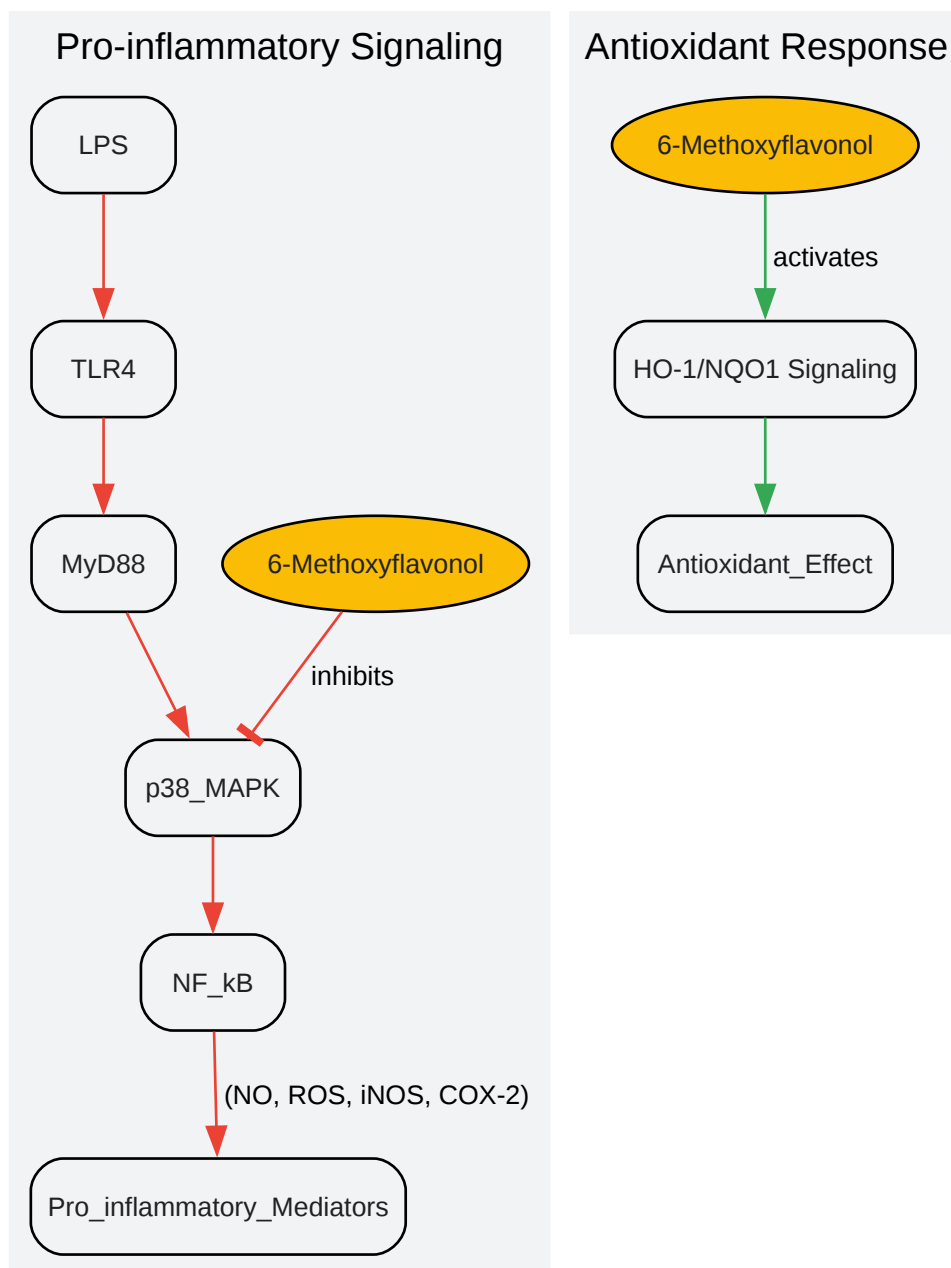 Pro-inflammatory Signaling
LPS
TLR4
MyD88
6-Methoxyflavonol
inhibits
p38_MAPK
NF_kB
(NO, ROS, iNOS, COX-2)
Pro_inflammatory_Mediators
Antioxidant Response
6-Methoxyflavonol
activates
HO-1/NQO1 Signaling
Antioxidant_Effect